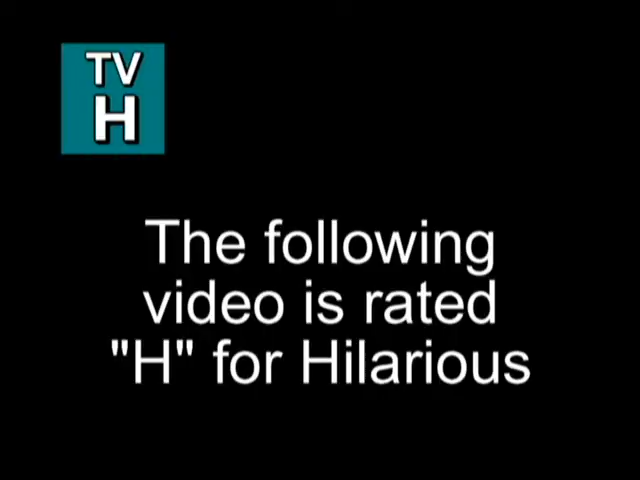 TV
H
The following
video is rated
"H" for Hilarious